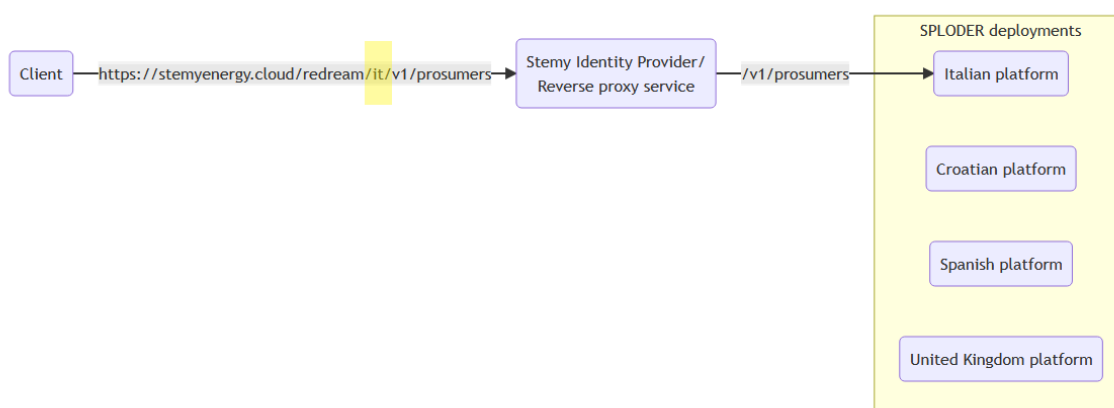 SPLODER deployments
Client
https://stemyenergy.cloud/redream/it/v1/prosumers
Stemy Identity Provider/
Reverse proxy service
/v1/prosumers
Italian platform
Croatian platform
Spanish platform
United Kingdom platform